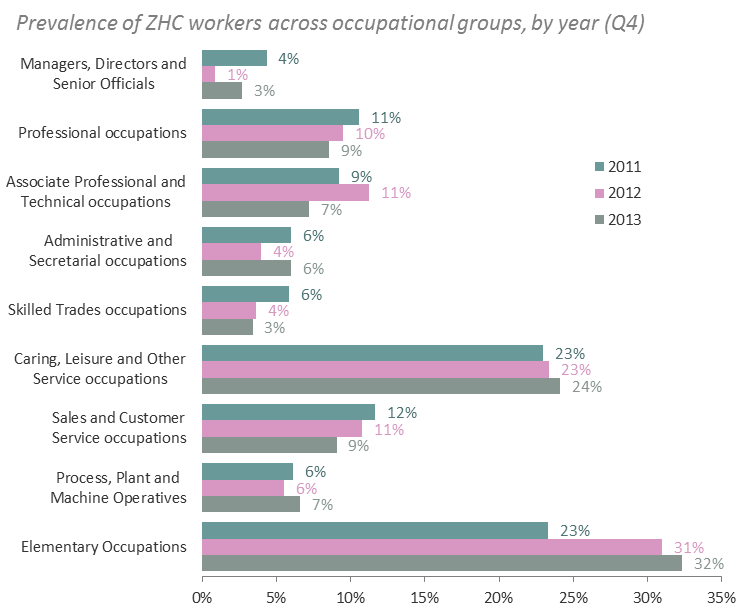 Prevalence of ZHC workers across occupational groups, by year (Q4)
Managers, Directors and
Senior Officials
4%
1%
3%
Professional occupations
11%
10%
9%
Associate Professional and
Technical occupations
9%
11%
7%
Administrative and
Secretarial occupations
6%
4%
6%
Skilled Trades occupations
6%
4%
3%
Caring, Leisure and Other
Service occupations
23%
23%
24%
Sales and Customer
Service occupations
12%
11%
9%
Process, Plant and
Machine Operatives
6%
6%
7%
Elementary Occupations
23%
31%
32%
2011
2012
2013
0% 5% 10% 15% 20% 25% 30% 35%